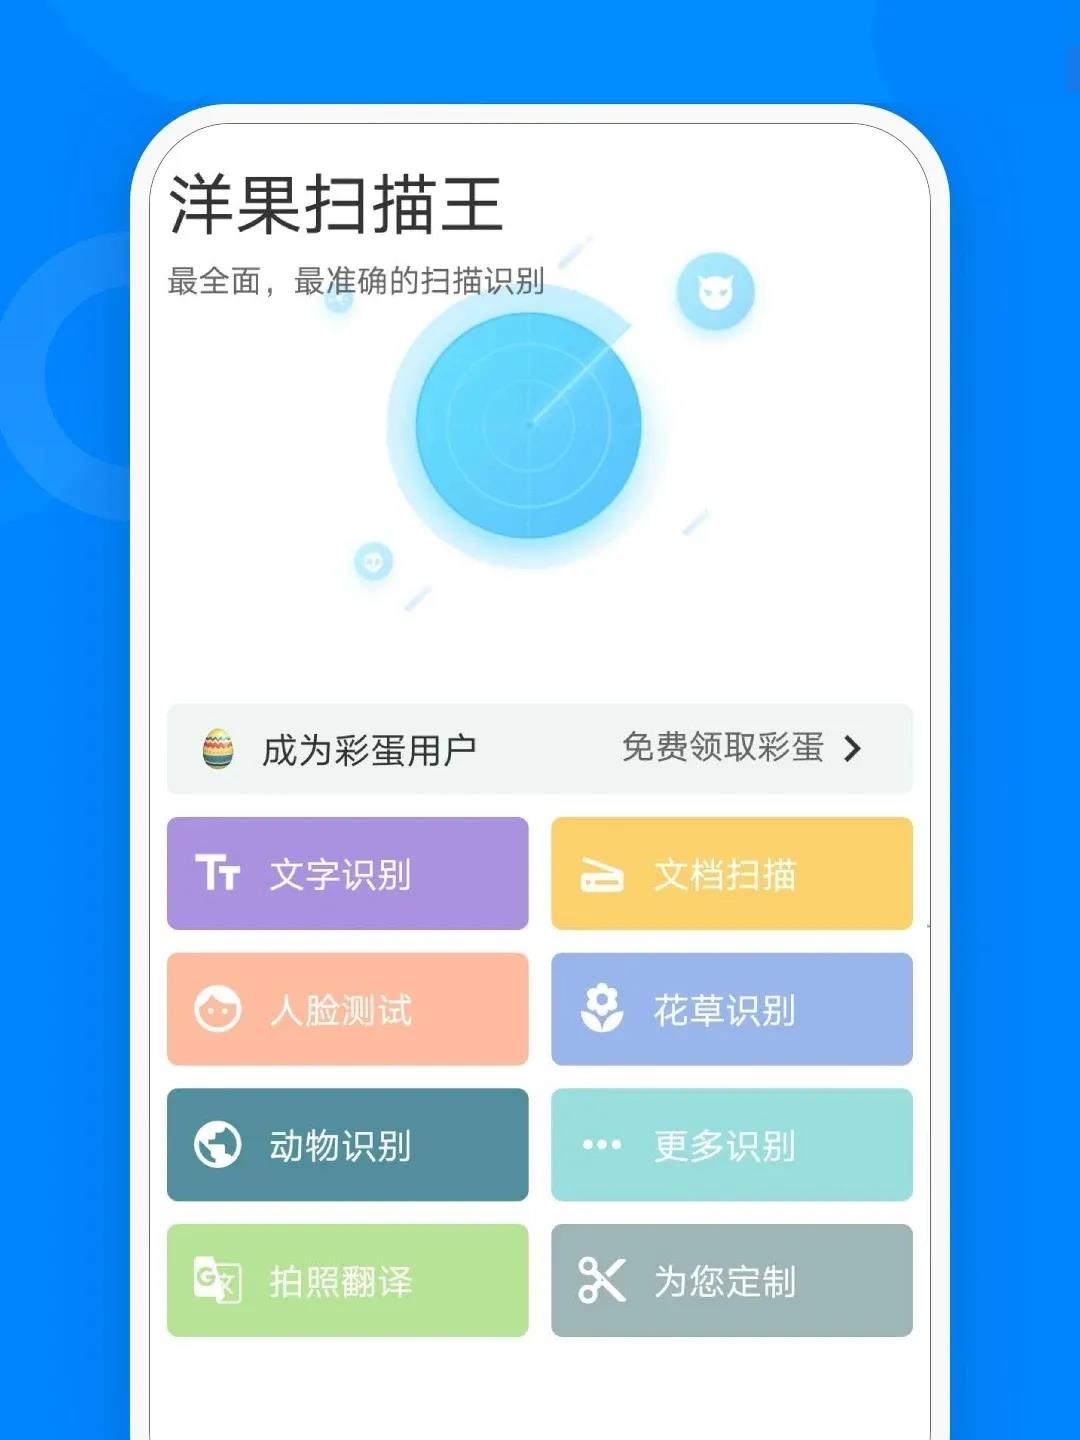 洋果扫描王
最全面，最准确的扫描识别
成为彩蛋用户 免费领取彩蛋
文字识别 文档扫描
人脸测试 花草识别
动物识别 更多识别
拍照翻译 为您定制